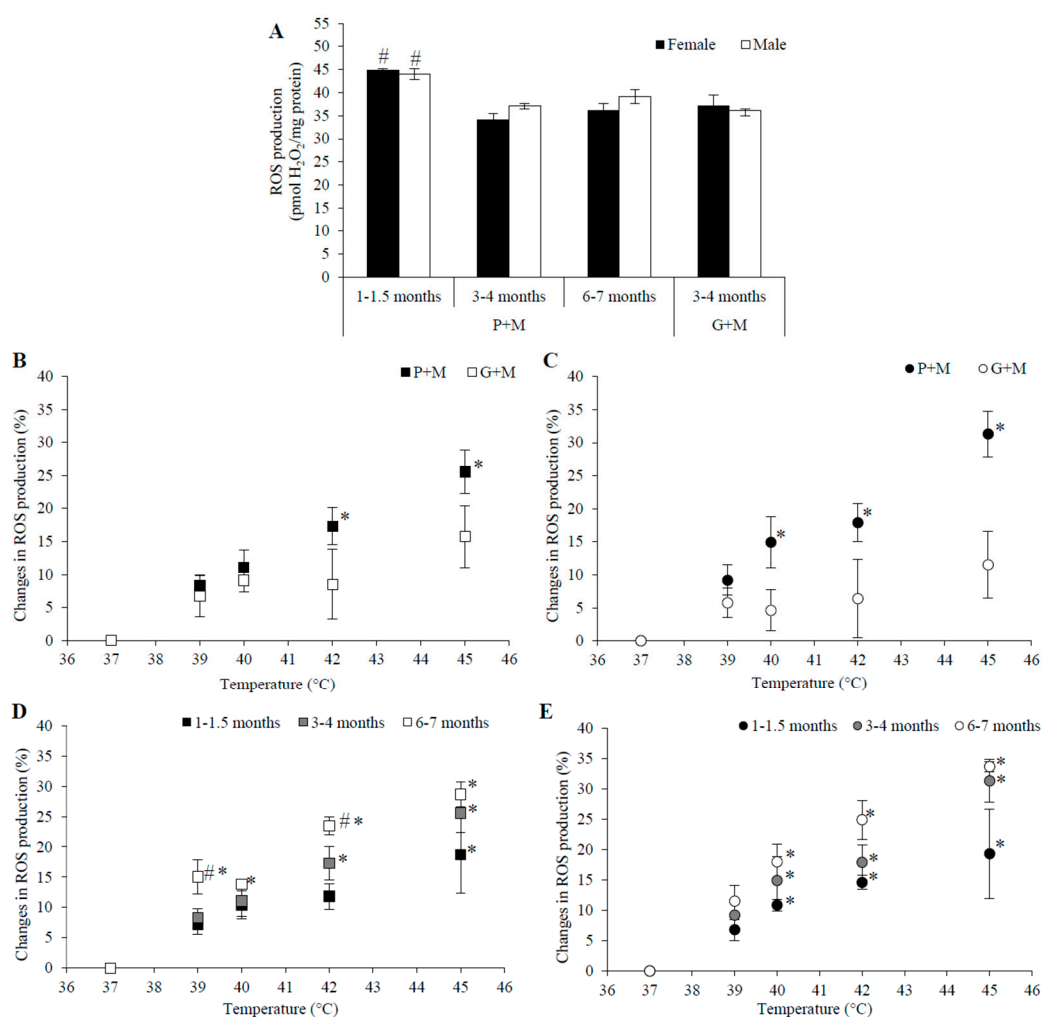 A
ROS production
(pmol H₂O₂/mg protein)
55
50
45
40
35
30
25
20
15
10
5
0
Female Male
# #
1-1.5 months 3-4 months 6-7 months 3-4 months
P+M G+M
B
P+M G+M
Changes in ROS production (%)
40
35
30
25
20
15
10
5
0
* *
36 37 38 39 40 41 42 43 44 45 46
Temperature (°C)
C
P+M G+M
Changes in ROS production (%)
40
35
30
25
20
15
10
5
0
* * *
36 37 38 39 40 41 42 43 44 45 46
Temperature (°C)
D
1-1.5 months 3-4 months 6-7 months
Changes in ROS production (%)
40
35
30
25
20
15
10
5
0
*
# *
*
*
# * *
*
36 37 38 39 40 41 42 43 44 45 46
Temperature (°C)
E
1-1.5 months 3-4 months 6-7 months
Changes in ROS production (%)
40
35
30
25
20
15
10
5
0
*
*
*
*
*
*
*
*
*
36 37 38 39 40 41 42 43 44 45 46
Temperature (°C)